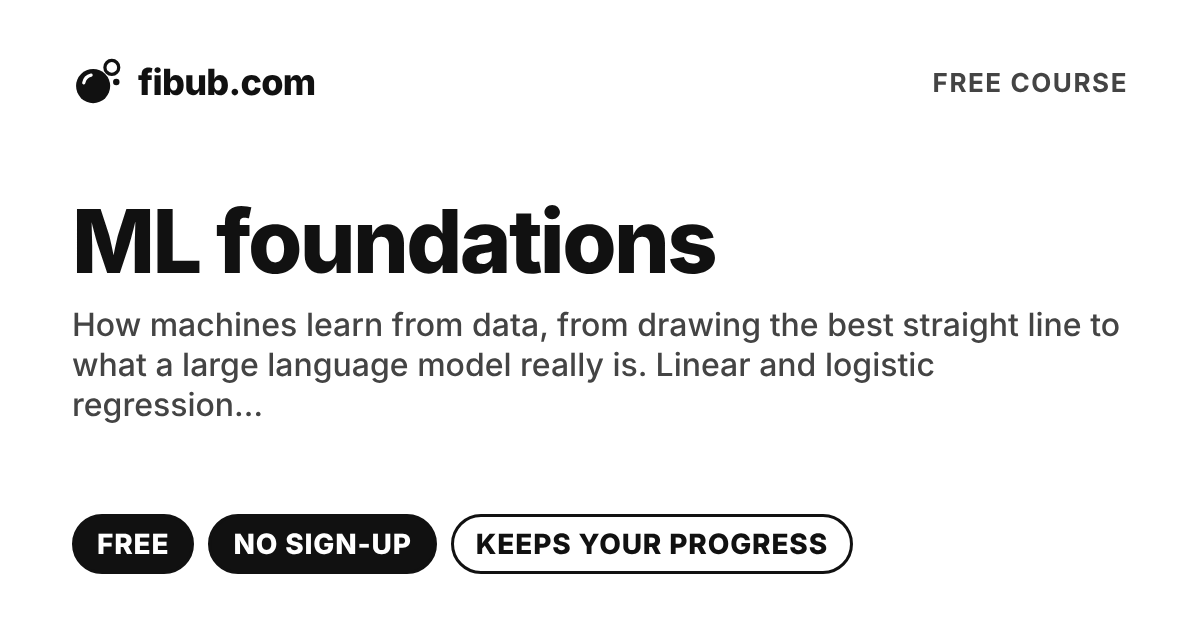 fibub.com
FREE COURSE
ML foundations
How machines learn from data, from drawing the best straight line to
what a large language model really is. Linear and logistic
regression...
FREE
NO SIGN-UP
KEEPS YOUR PROGRESS